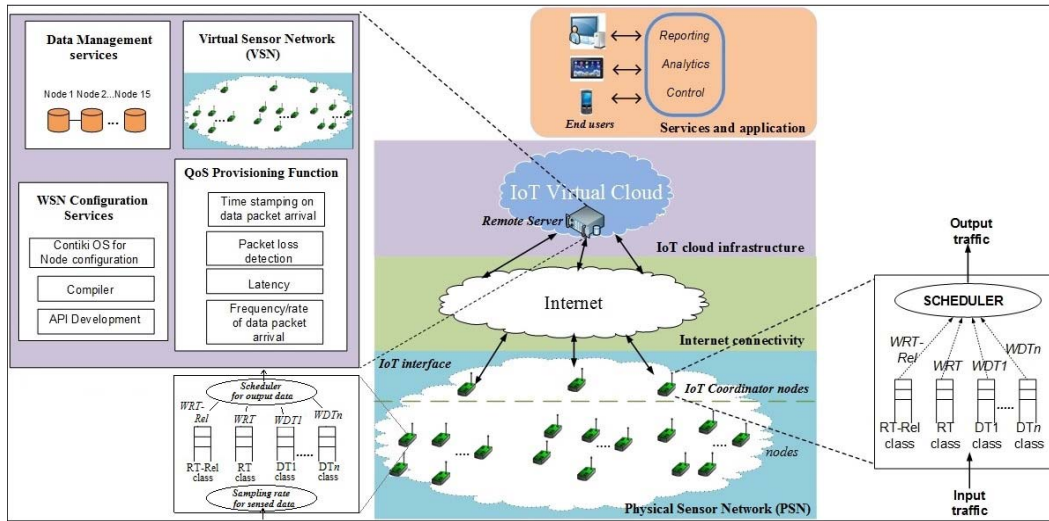 Data Management
services
Node 1 Node 2...Node 15
Virtual Sensor Network
(VSN)
WSN Configuration
Services
Contiki OS for
Node configuration
Compiler
API Development
QoS Provisioning Function
Time stamping on
data packet arrival
Packet loss
detection
Latency
Frequency/rate
of data packet
arrival
Reporting
Analytics
Control
End users
Services and application
IoT Virtual Cloud
Remote Server
IoT cloud infrastructure
Internet
Internet connectivity
IoT interface
IoT Coordinator nodes
nodes
Physical Sensor Network (PSN)
Scheduler
for output data
WRT-
Rel
WRT
WDT1
WDTn
RT-Rel
class
RT
class
DT1
class
DTn
class
Sampling rate
for sensed data
Output
traffic
SCHEDULER
WRT-
Rel
WRT
WDT1
WDTn
RT-Rel
class
RT
class
DT1
class
DTn
class
Input
traffic